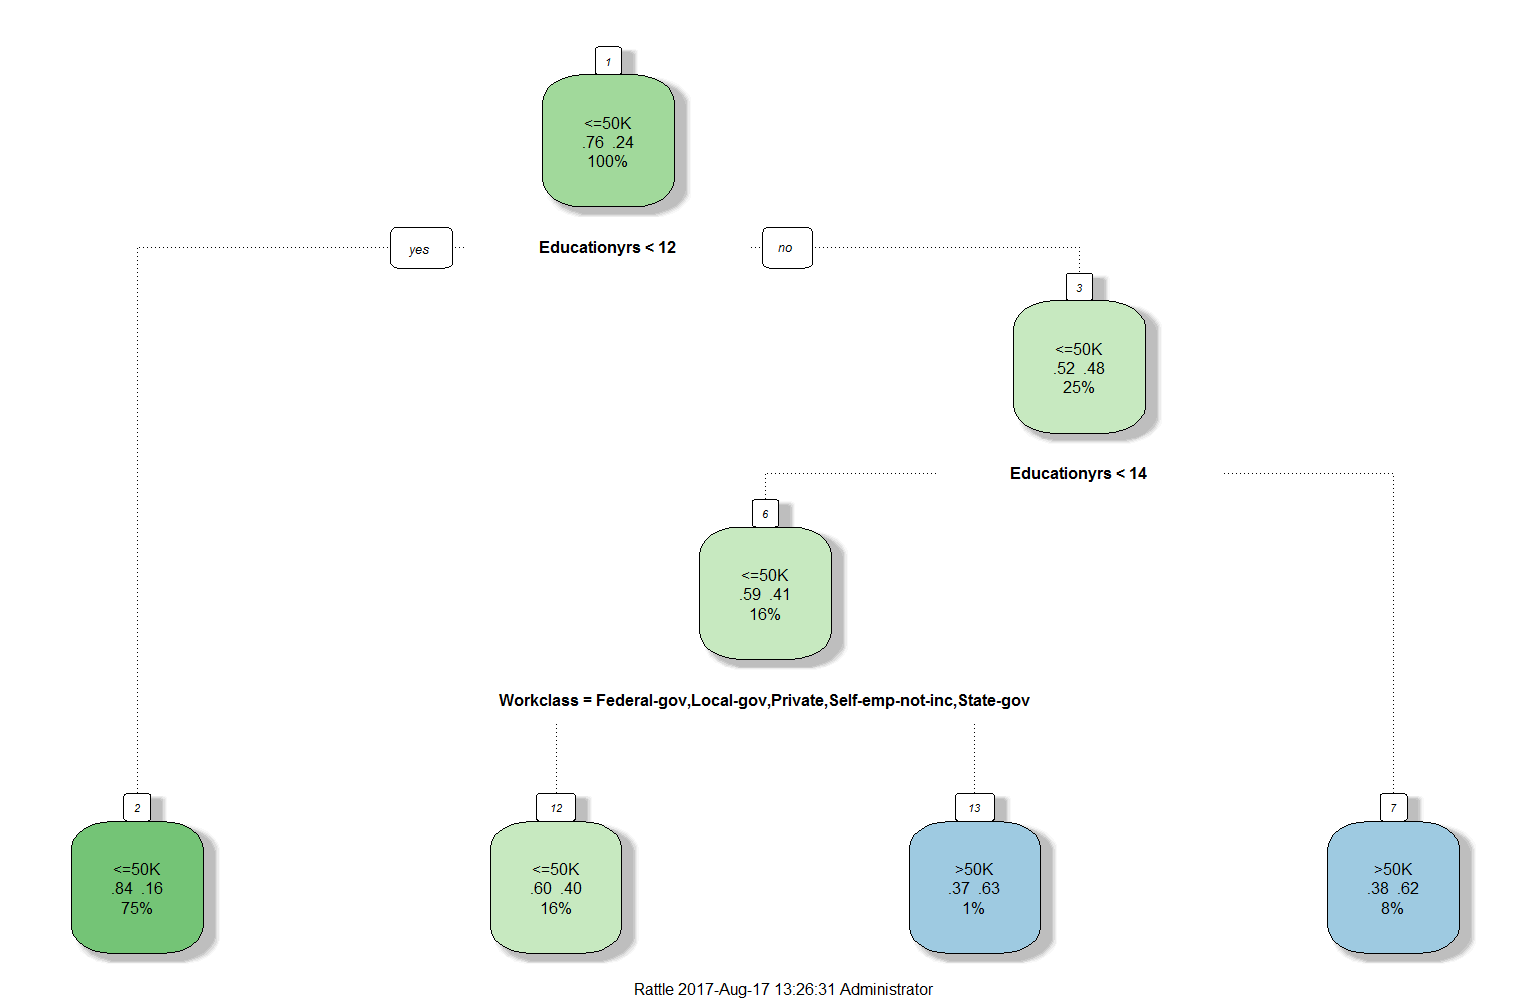 1
<=50K
.76 .24
100%
yes
Educationyrs < 12
no
3
<=50K
.52 .48
25%
Educationyrs < 14
6
<=50K
.59 .41
16%
Workclass = Federal-gov,Local-gov,Private,Self-emp-not-inc,State-gov
2
<=50K
.84 .16
75%
12
<=50K
.60 .40
16%
13
>50K
.37 .63
1%
7
>50K
.38 .62
8%
Rattle 2017-Aug-17 13:26:31 Administrator